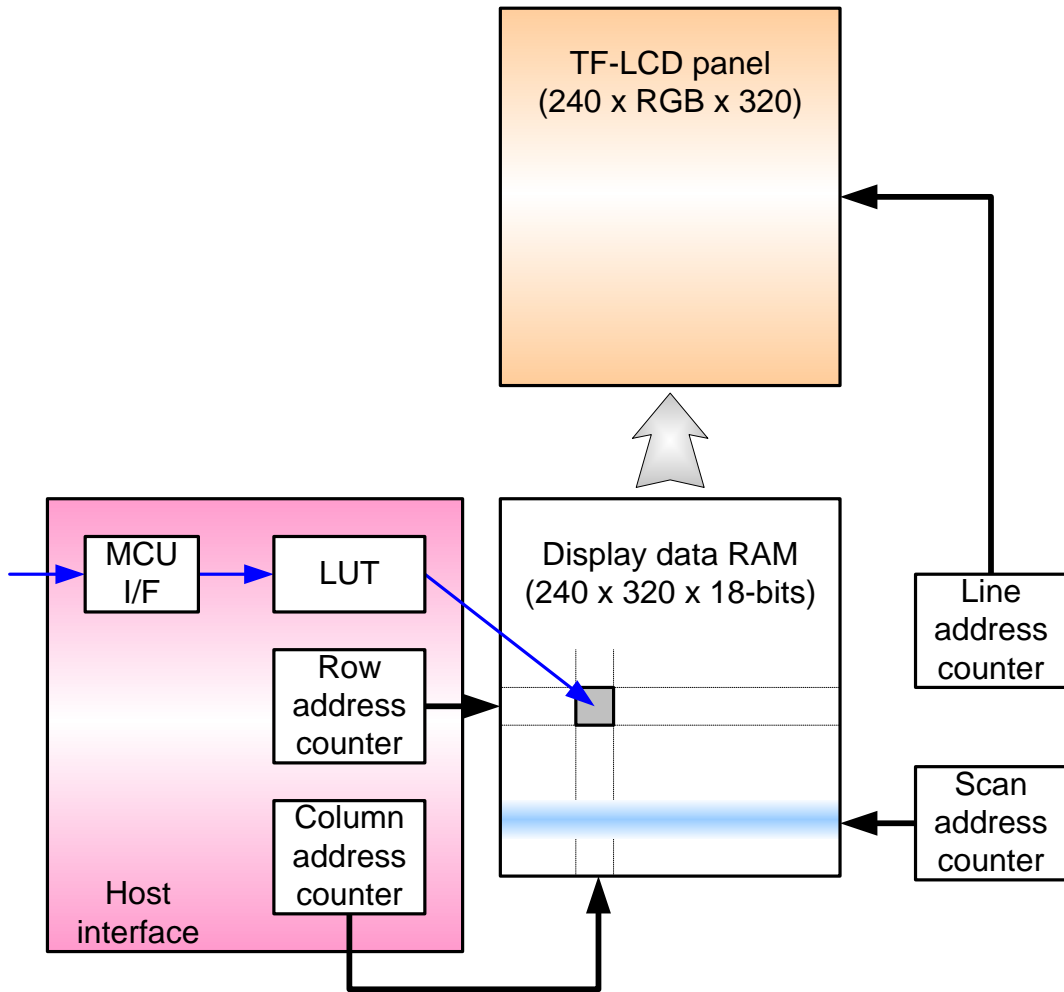 TF-LCD panel
(240 x RGB x 320)
MCU
I/F
LUT
Display data RAM
(240 x 320 x 18-bits)
Line
address
counter
Row
address
counter
Scan
address
counter
Column
address
counter
Host
interface